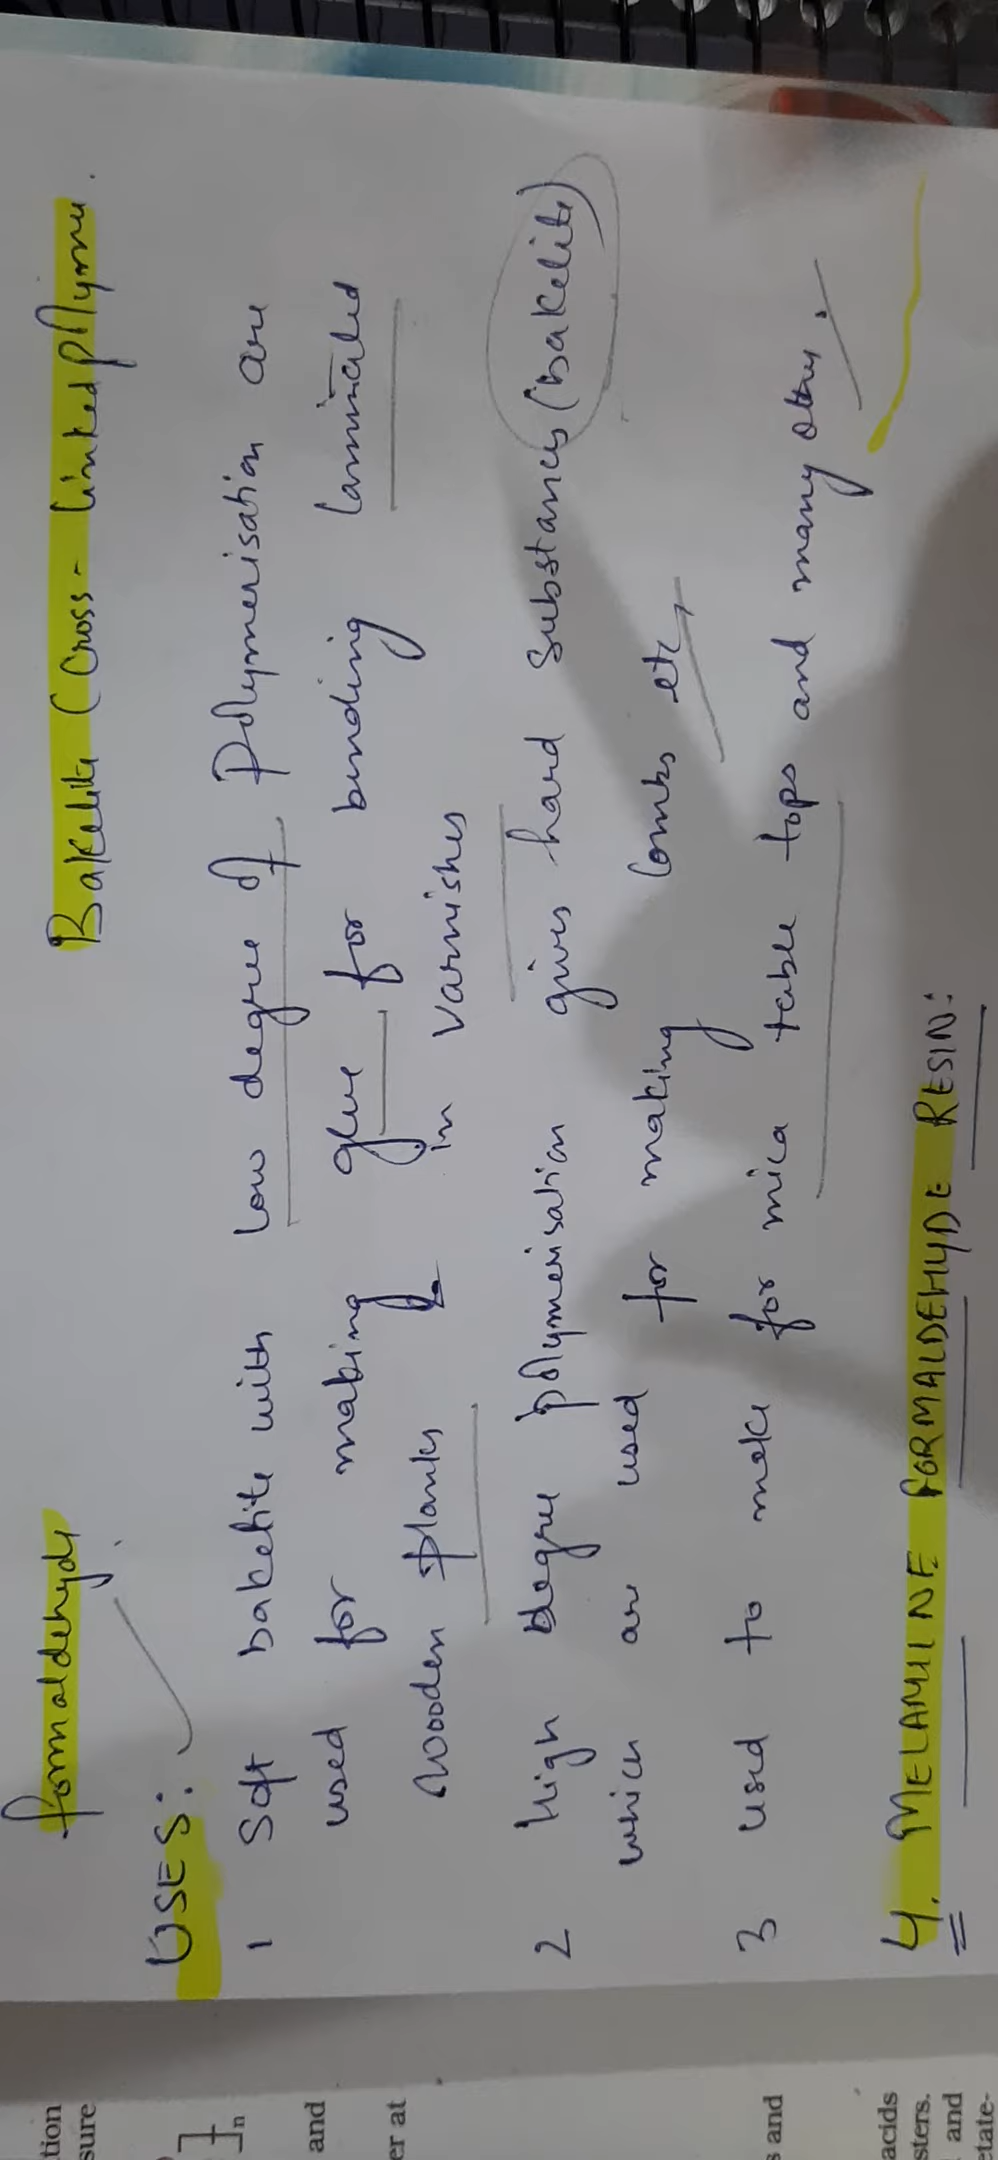 formaldehyde
Bakelite (Cross-linked polymer.
USES:
1 Soft bakelite with low degree of polymerisation are
used for making glue for binding laminated
wooden planks & in varnishes
2 high degree polymerisation gives hard substances (bakelite)
which are used for making combs etc,
3 used to make for mica table tops and many other.
4. MELAMINE FORMALDEHYDE RESIN:
tion
sure
]n
and
er at
s and
acids
sters.
and
etate-